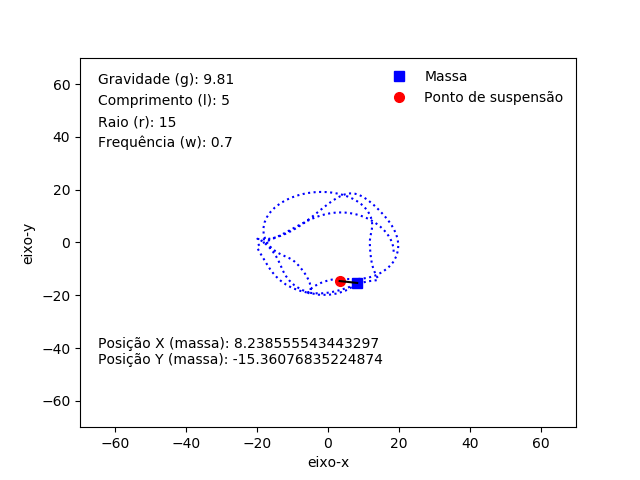 Gravidade (g): 9.81
Comprimento (l): 5
Raio (r): 15
Frequência (w): 0.7
Massa
Ponto de suspensão
60
40
20
0
−20
−40
−60
eixo-y
Posição X (massa): 8.238555543443297
Posição Y (massa): -15.36076835224874
−60 −40 −20 0 20 40 60
eixo-x